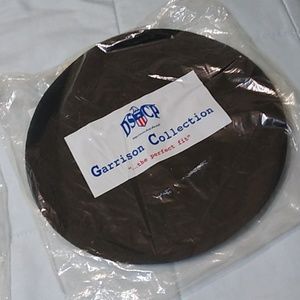 DSCP
Garrison Collection
"...the perfect fit"